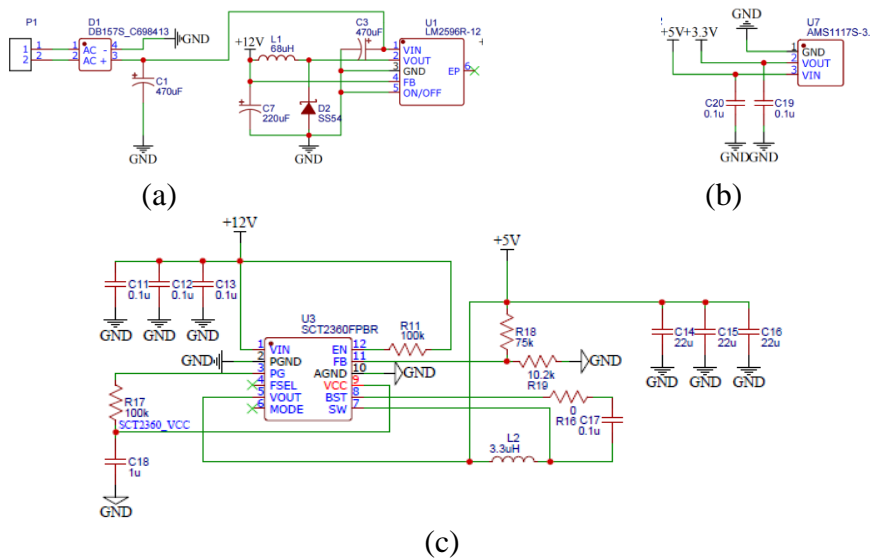 P1
1
2
1
2
D1
DB157S_C698413
AC -
AC +
4
3
GND
C1
470uF
GND
+12V
L1
68uH
C7
220uF
D2
SS54
GND
C3
470uF
U1
LM2596R-12
1 VIN
2 VOUT
3 GND
4 FB
5 ON/OFF
EP 6
(a)
GND
+5V +3.3V
U7
AMS1117S-3.
1 GND
2 VOUT
3 VIN
C20
0.1u
C19
0.1u
GND GND
(b)
+12V
C11
0.1u
C12
0.1u
C13
0.1u
GND GND GND
U3
SCT2360FPBR
1 VIN
2 PGND
3 PG
4 FSEL
5 VOUT
6 MODE
EN 12
FB 11
AGND 10
VCC 9
BST 8
SW 7
GND
R11
100k
GND
R17
100k
SCT2360_VCC
C18
1u
GND
+5V
R18
75k
10.2k
R19
GND
0
R16
C17
0.1u
L2
3.3uH
C14
22u
C15
22u
C16
22u
GND GND GND
(c)